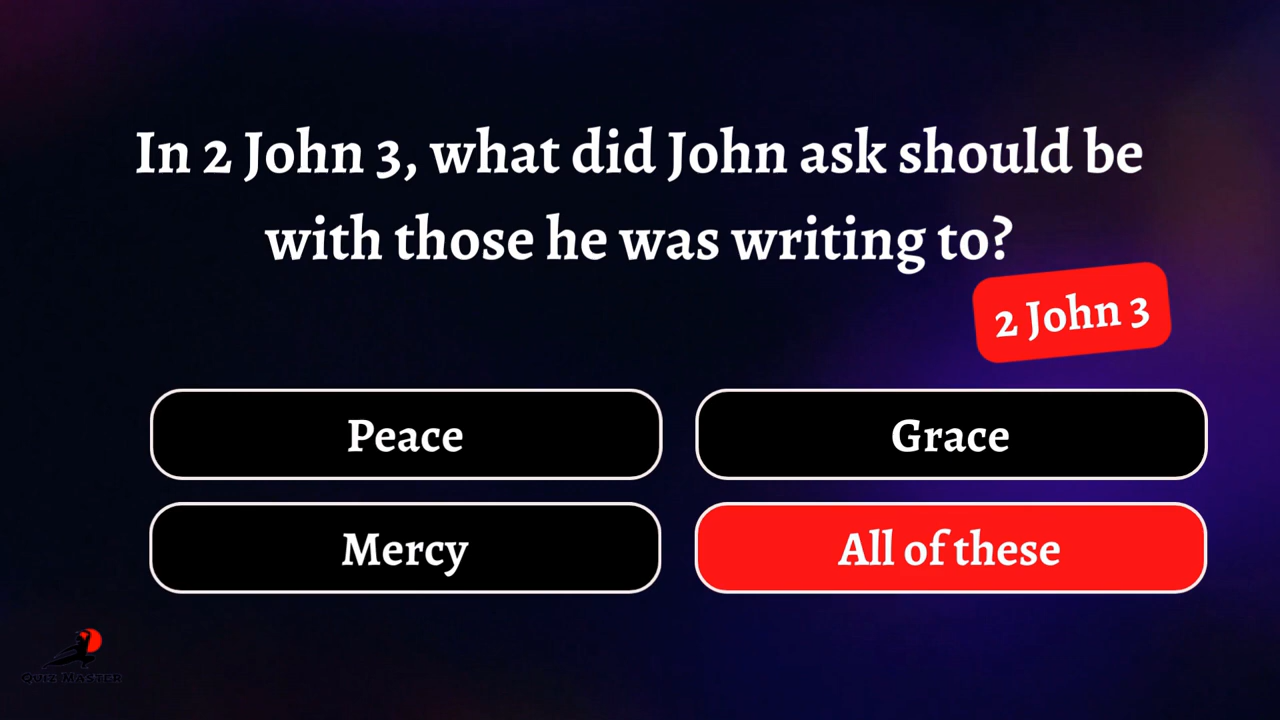 In 2 John 3, what did John ask should be
with those he was writing to?
2 John 3
Peace
Grace
Mercy
All of these
QUIZ MASTER